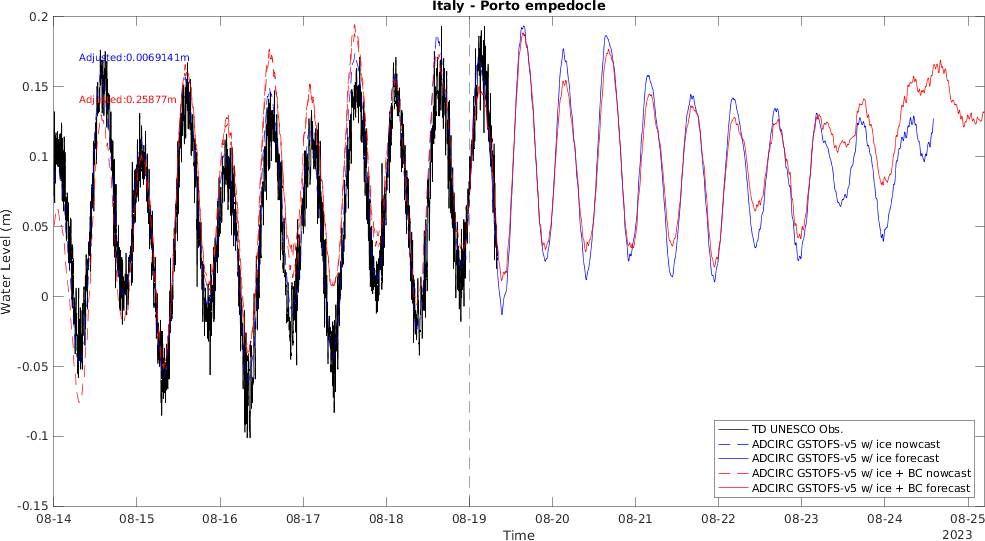 Italy - Porto empedocle
0.2
0.15
0.1
0.05
0
-0.05
-0.1
-0.15
Water Level (m)
Adjusted:0.0069141m
Adjusted:0.25877m
TD UNESCO Obs.
ADCIRC GSTOFS-v5 w/ ice nowcast
ADCIRC GSTOFS-v5 w/ ice forecast
ADCIRC GSTOFS-v5 w/ ice + BC nowcast
ADCIRC GSTOFS-v5 w/ ice + BC forecast
08-14 08-15 08-16 08-17 08-18 08-19 08-20 08-21 08-22 08-23 08-24 08-25
Time
2023